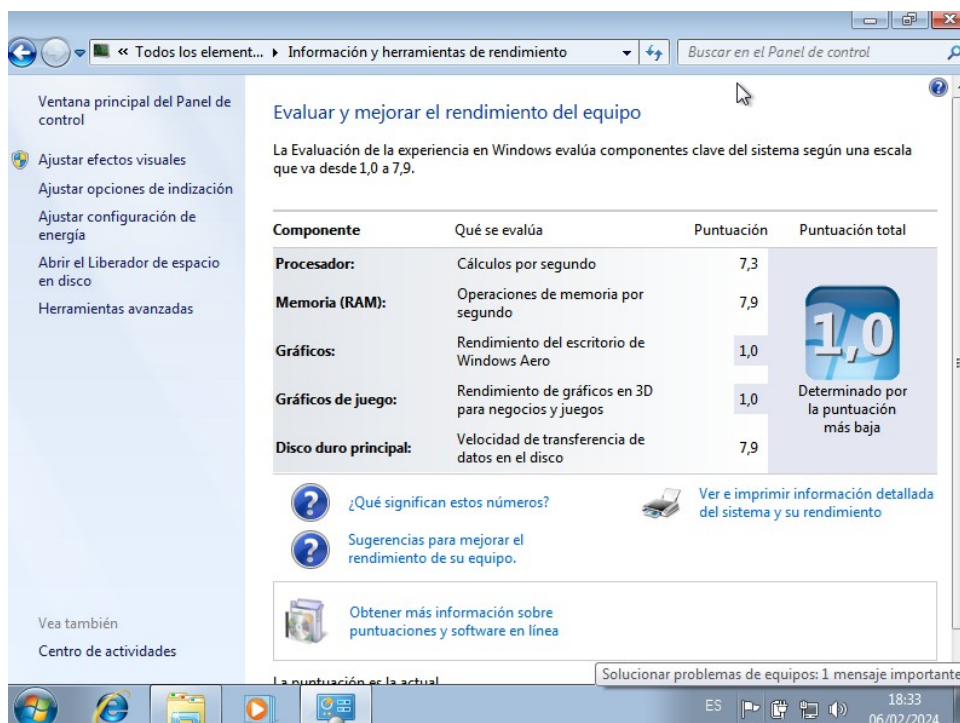 « Todos los element... Información y herramientas de rendimiento
Buscar en el Panel de control
Ventana principal del Panel de
control
Ajustar efectos visuales
Ajustar opciones de indización
Ajustar configuración de
energía
Abrir el Liberador de espacio
en disco
Herramientas avanzadas
Vea también
Centro de actividades
Evaluar y mejorar el rendimiento del equipo
La Evaluación de la experiencia en Windows evalúa componentes clave del sistema según una escala
que va desde 1,0 a 7,9.
Componente Qué se evalúa Puntuación Puntuación total
Procesador: Cálculos por segundo 7,3
Memoria (RAM): Operaciones de memoria por
segundo 7,9
Gráficos: Rendimiento del escritorio de
Windows Aero 1,0
Gráficos de juego: Rendimiento de gráficos en 3D
para negocios y juegos 1,0
Disco duro principal: Velocidad de transferencia de
datos en el disco 7,9
1,0
Determinado por
la puntuación
más baja
¿Qué significan estos números?
Ver e imprimir información detallada
del sistema y su rendimiento
Sugerencias para mejorar el
rendimiento de su equipo.
Obtener más información sobre
puntuaciones y software en línea
La puntuación es la actual
Solucionar problemas de equipos: 1 mensaje importante
ES
18:33
06/02/2024